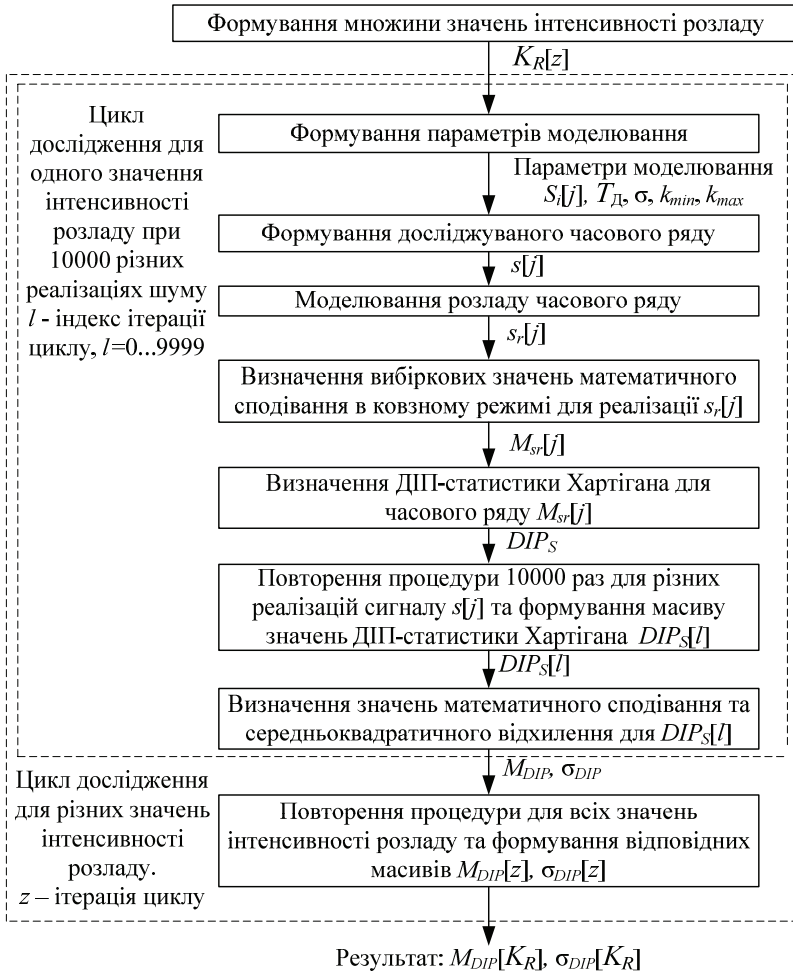 Формування множини значень інтенсивності розладу
K_R[z]
Цикл
дослідження для
одного значення
інтенсивності
розладу при
10000 різних
реалізаціях шуму
l - індекс ітерації
циклу, l=0...9999
Формування параметрів моделювання
Параметри моделювання
S_i[j], T_Д, σ, k_min, k_max
Формування досліджуваного часового ряду
s[j]
Моделювання розладу часового ряду
s_r[j]
Визначення вибіркових значень математичного
сподівання в ковзному режимі для реалізації s_r[j]
M_sr[j]
Визначення ДІП-статистики Хартігана для
часового ряду M_sr[j]
DIP_S
Повторення процедури 10000 раз для різних
реалізацій сигналу s[j] та формування масиву
значень ДІП-статистики Хартігана DIP_S[l]
DIP_S[l]
Визначення значень математичного сподівання та
середньоквадратичного відхилення для DIP_S[l]
M_DIP, σ_DIP
Цикл дослідження
для різних значень
інтенсивності
розладу.
z – ітерація циклу
Повторення процедури для всіх значень
інтенсивності розладу та формування відповідних
масивів M_DIP[z], σ_DIP[z]
Результат: M_DIP[K_R], σ_DIP[K_R]